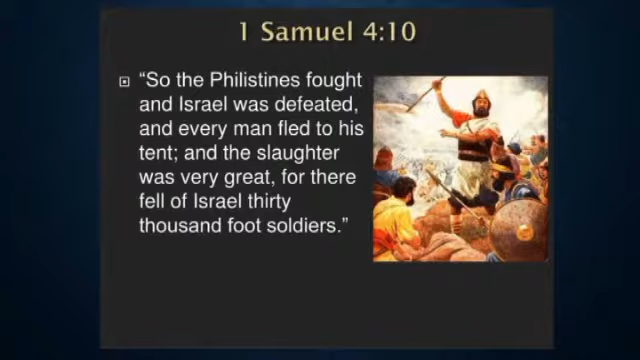 1 Samuel 4:10
“So the Philistines fought
and Israel was defeated,
and every man fled to his
tent; and the slaughter
was very great, for there
fell of Israel thirty
thousand foot soldiers.”